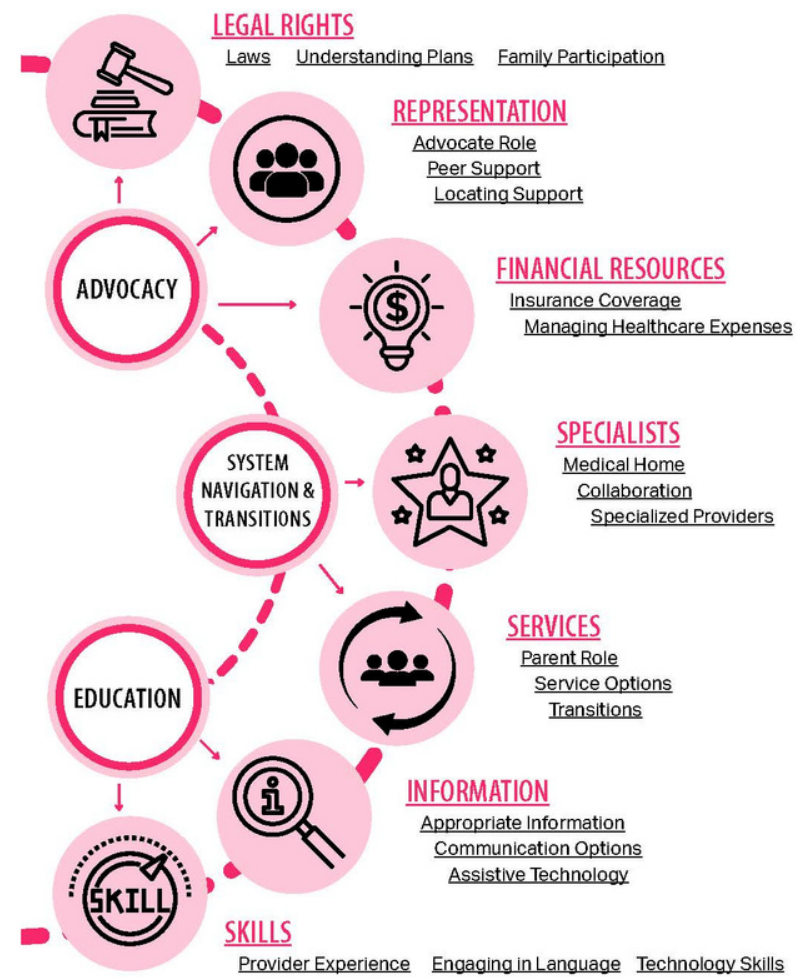 LEGAL RIGHTS
Laws Understanding Plans Family Participation
REPRESENTATION
Advocate Role
Peer Support
Locating Support
ADVOCACY
FINANCIAL RESOURCES
$
Insurance Coverage
Managing Healthcare Expenses
SPECIALISTS
Medical Home
Collaboration
Specialized Providers
SYSTEM
NAVIGATION &
TRANSITIONS
SERVICES
Parent Role
Service Options
Transitions
EDUCATION
INFORMATION
i
Appropriate Information
Communication Options
Assistive Technology
SKILL
SKILLS
Provider Experience Engaging in Language Technology Skills